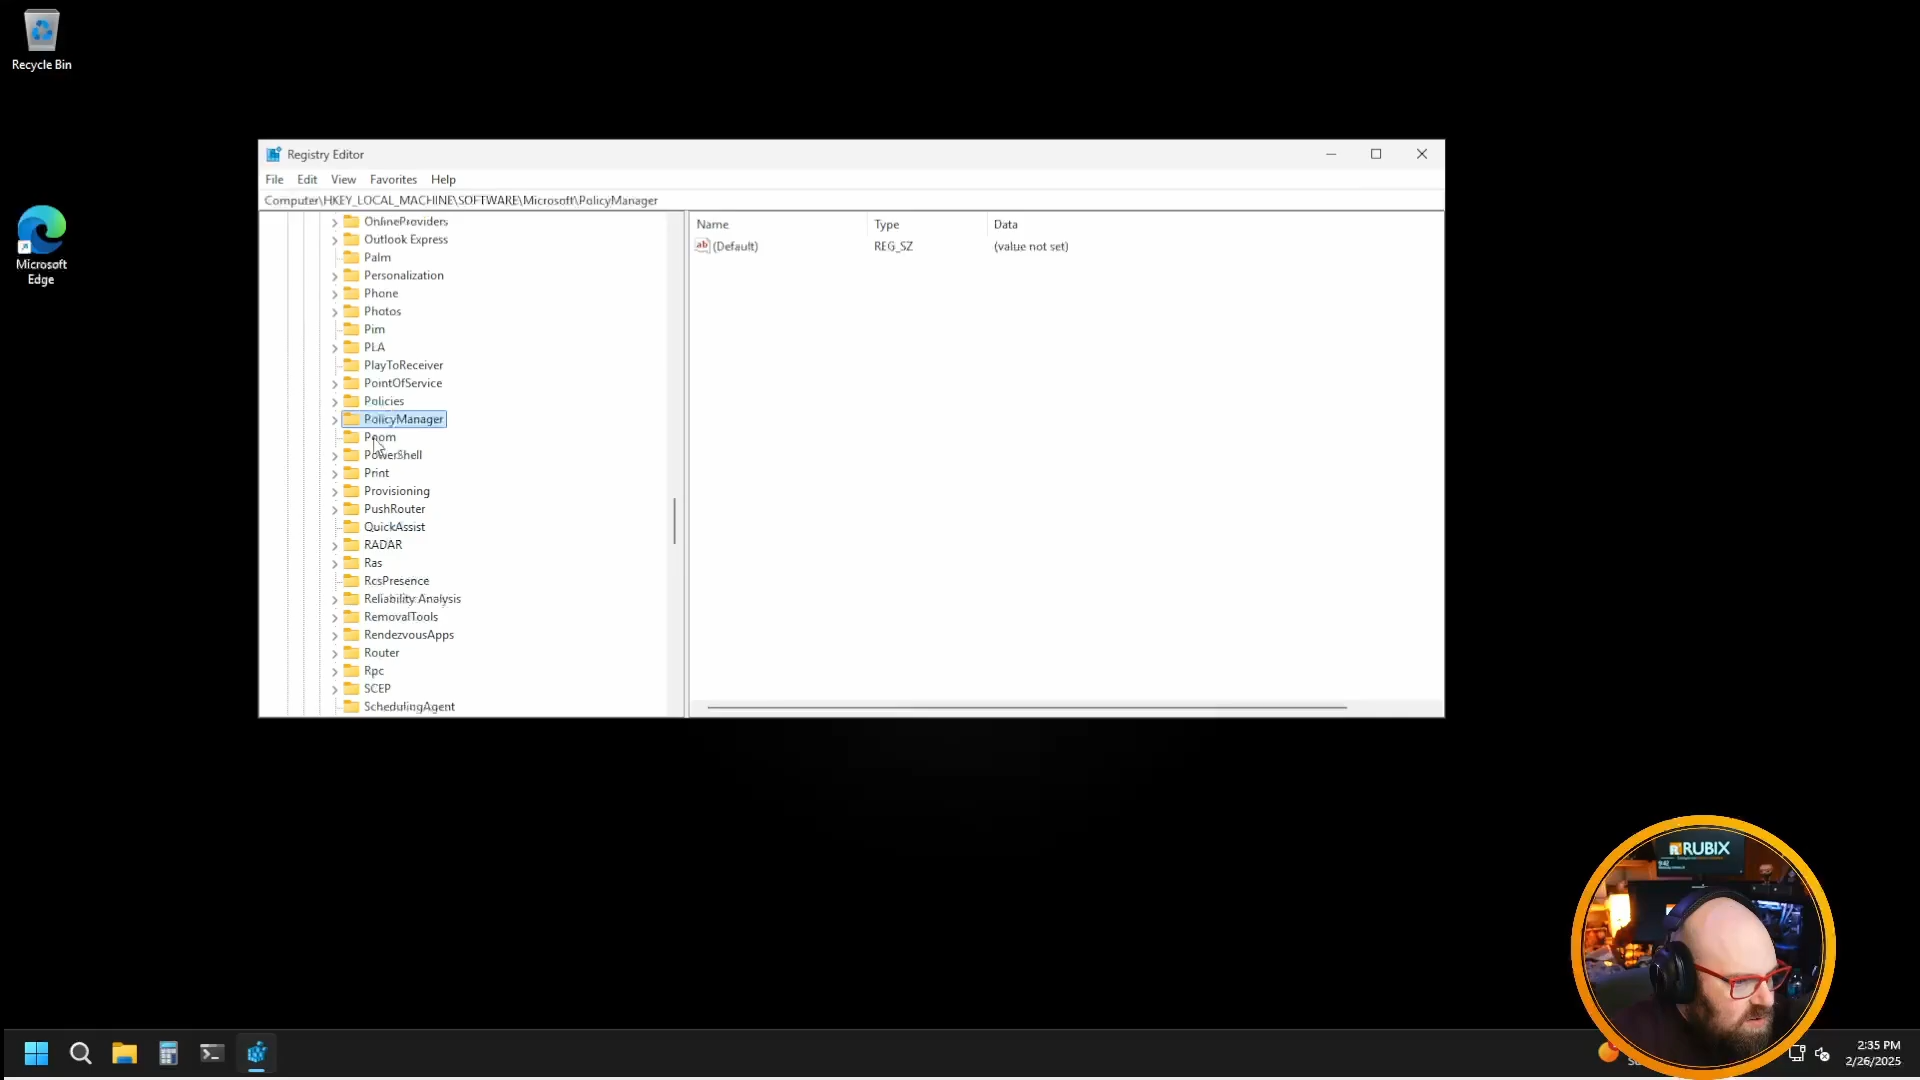 Recycle Bin
Microsoft
Edge
Registry Editor
File Edit View Favorites Help
Computer\HKEY_LOCAL_MACHINE\SOFTWARE\Microsoft\PolicyManager
OnlineProviders
Outlook Express
Palm
Personalization
Phone
Photos
Pim
PLA
PlayToReceiver
PointOfService
Policies
PolicyManager
Poom
PowerShell
Print
Provisioning
PushRouter
QuickAssist
RADAR
Ras
RcsPresence
Reliability Analysis
RemovalTools
RendezvousApps
Router
Rpc
SCEP
SchedulingAgent
Name Type Data
(Default) REG_SZ (value not set)
RUBIX
2:35 PM
2/26/2025